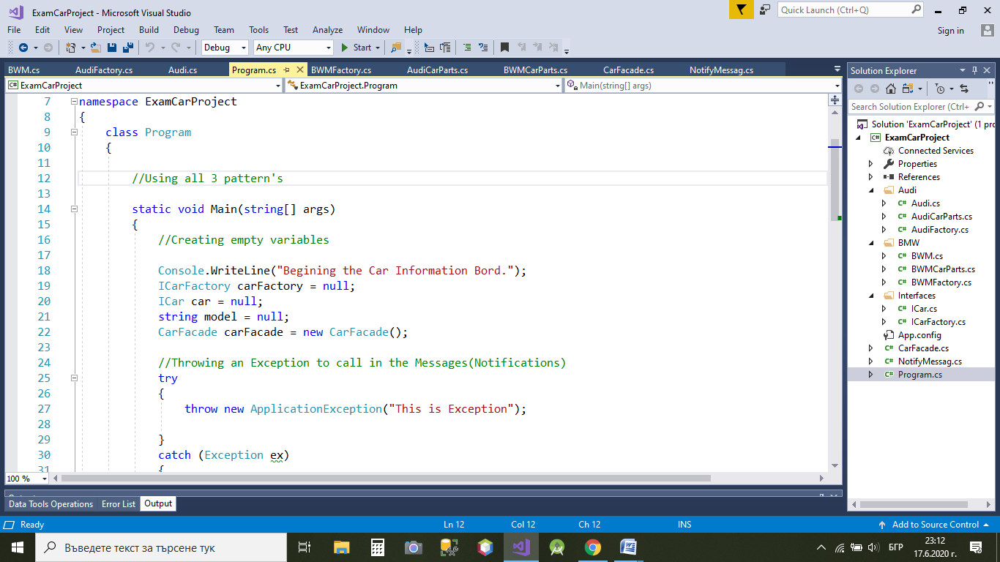 ExamCarProject - Microsoft Visual Studio
Quick Launch (Ctrl+Q)
File Edit View Project Build Debug Team Tools Test Analyze Window Help
Sign in
Debug Any CPU Start
BWM.cs AudiFactory.cs Audi.cs Program.cs BWMFactory.cs AudiCarParts.cs BWMCarParts.cs CarFacade.cs NotifyMessag.cs
ExamCarProject ExamCarProject.Program Main(string[] args)
7 namespace ExamCarProject
8 {
9 class Program
10 {
11
12 //Using all 3 pattern's
13
14 static void Main(string[] args)
15 {
16 //Creating empty variables
17
18 Console.WriteLine("Begining the Car Information Bord.");
19 ICarFactory carFactory = null;
20 ICar car = null;
21 string model = null;
22 CarFacade carFacade = new CarFacade();
23
24 //Throwing an Exception to call in the Messages(Notifications)
25 try
26 {
27 throw new ApplicationException("This is Exception");
28
29 }
30 catch (Exception ex)
31 {
100 %
Solution Explorer
Search Solution Explorer (Ctrl+
Solution 'ExamCarProject' (1 pro
ExamCarProject
Connected Services
Properties
References
Audi
Audi.cs
AudiCarParts.cs
AudiFactory.cs
BMW
BWM.cs
BWMCarParts.cs
BWMFactory.cs
Interfaces
ICar.cs
ICarFactory.cs
App.config
CarFacade.cs
NotifyMessag.cs
Program.cs
Data Tools Operations Error List Output
Ready Ln 12 Col 12 Ch 12 INS Add to Source Control
Въведете текст за търсене тук
БГР
23:12
17.6.2020 г.